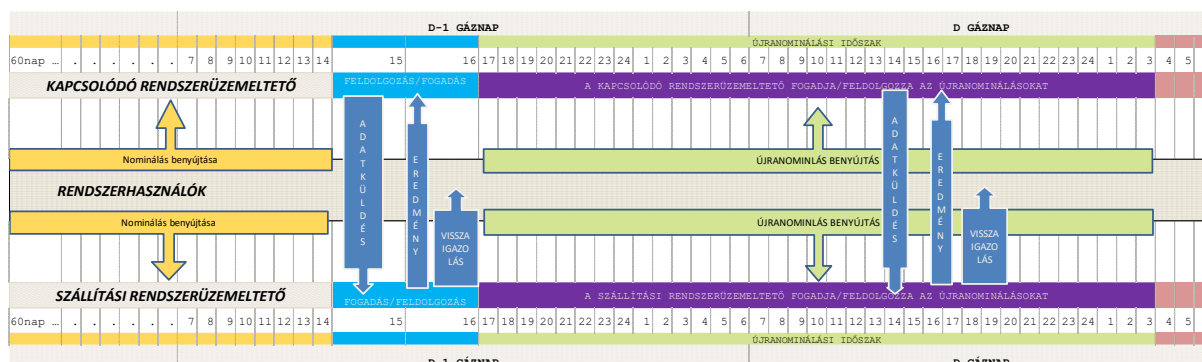 D-1 GÁZNAP D GÁZNAP
ÚJRANOMINÁLÁSI IDŐSZAK
60nap … . . . . . 7 8 9 10 11 12 13 14 15 16 17 18 19 20 21 22 23 24 1 2 3 4 5 6 7 8 9 10 11 12 13 14 15 16 17 18 19 20 21 22 23 24 1 2 3 4 5
KAPCSOLÓDÓ RENDSZERÜZEMELTETŐ FELDOLGOZÁS/FOGADÁS A KAPCSOLÓDÓ RENDSZERÜZEMELTETŐ FOGADJA/FELDOLGOZZA AZ ÚJRANOMINÁLÁSOKAT
ADATKÜLDÉS
EREDMÉNY
ADATKÜLDÉS
EREDMÉNY
Nominálás benyújtása ÚJRANOMINLÁS BENYÚJTÁS
RENDSZERHASZNÁLÓK
Nominálás benyújtása ÚJRANOMINLÁS BENYÚJTÁS
VISSZA
IGAZO
LÁS
VISSZA
IGAZO
LÁS
SZÁLLÍTÁSI RENDSZERÜZEMELTETŐ FOGADÁS/FELDOLGOZÁS A SZÁLLÍTÁSI RENDSZERÜZEMELTETŐ FOGADJA/FELDOLGOZZA AZ ÚJRANOMINÁLÁSOKAT
60nap … . . . . . 7 8 9 10 11 12 13 14 15 16 17 18 19 20 21 22 23 24 1 2 3 4 5 6 7 8 9 10 11 12 13 14 15 16 17 18 19 20 21 22 23 24 1 2 3 4 5
ÚJRANOMINÁLÁSI IDŐSZAK
D-1 GÁZNAP D GÁZNAP